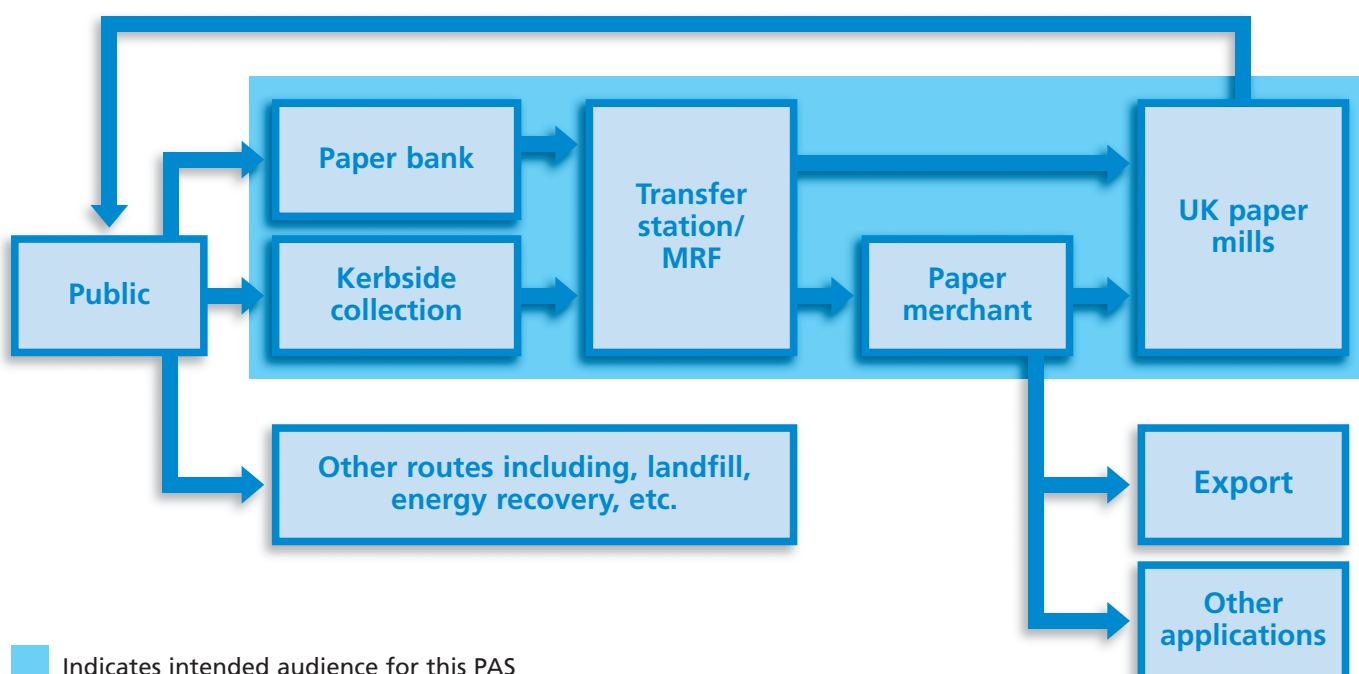 Paper bank
Transfer
station/
MRF
UK paper
mills
Public
Kerbside
collection
Paper
merchant
Other routes including, landfill,
energy recovery, etc.
Export
Other
applications
Indicates intended audience for this PAS